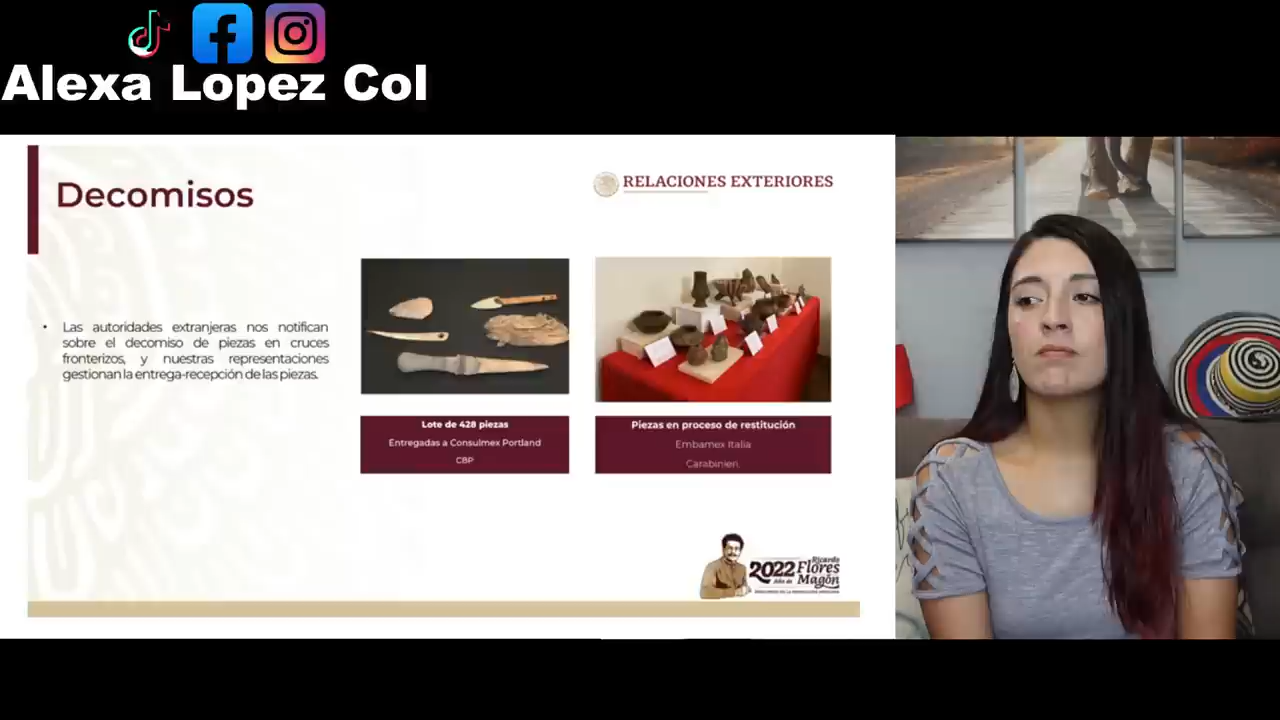 Alexa Lopez Col
Decomisos
RELACIONES EXTERIORES
• Las autoridades extranjeras nos notifican
sobre el decomiso de piezas en cruces
fronterizos, y nuestras representaciones
gestionan la entrega-recepción de las piezas.
Lote de 428 piezas
Entregadas a Consulmex Portland
CBP
Piezas en proceso de restitución
Embamex Italia
Carabinieri
2022 Ricardo
Año de Flores
Magón